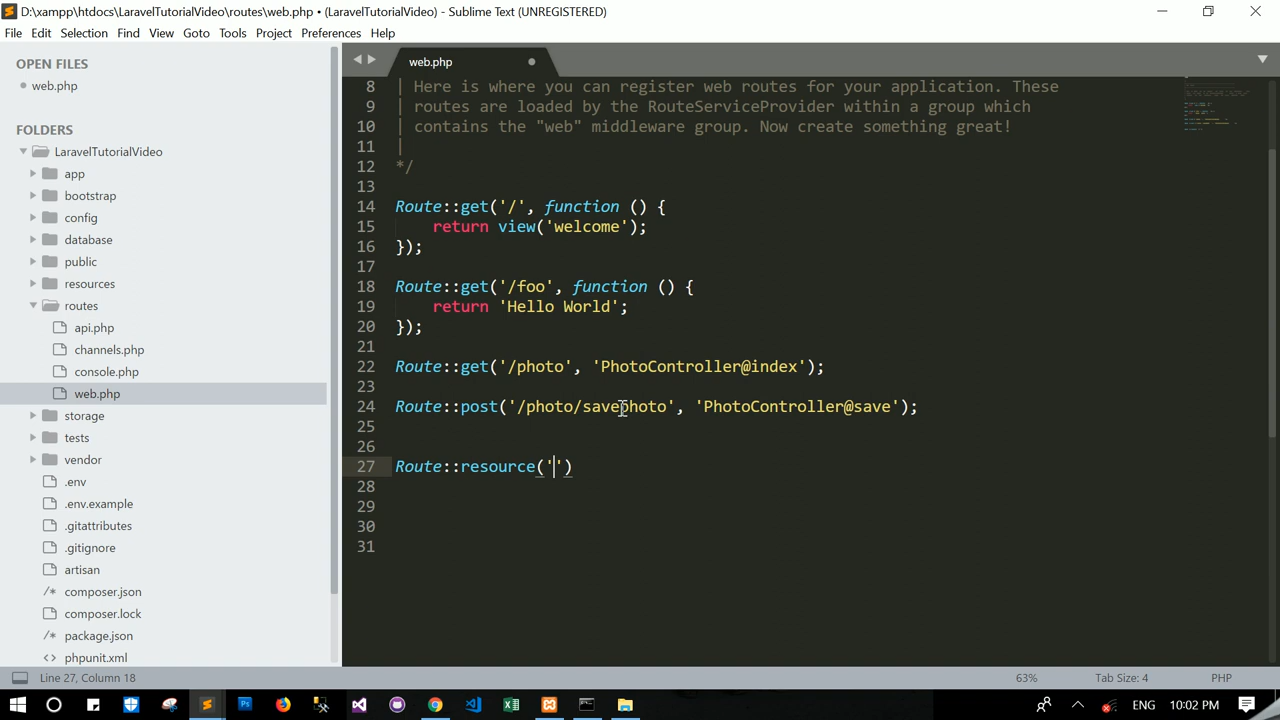 D:\xampp\htdocs\LaravelTutorialVideo\routes\web.php • (LaravelTutorialVideo) - Sublime Text (UNREGISTERED)
File Edit Selection Find View Goto Tools Project Preferences Help
OPEN FILES
web.php
FOLDERS
LaravelTutorialVideo
app
bootstrap
config
database
public
resources
routes
api.php
channels.php
console.php
web.php
storage
tests
vendor
.env
.env.example
.gitattributes
.gitignore
artisan
/* composer.json
composer.lock
/* package.json
<> phpunit.xml
web.php
8 | Here is where you can register web routes for your application. These
9 | routes are loaded by the RouteServiceProvider within a group which
10 | contains the "web" middleware group. Now create something great!
11 |
12 */
13
14 Route::get('/', function () {
15 return view('welcome');
16 });
17
18 Route::get('/foo', function () {
19 return 'Hello World';
20 });
21
22 Route::get('/photo', 'PhotoController@index');
23
24 Route::post('/photo/savephoto', 'PhotoController@save');
25
26
27 Route::resource('')
28
29
30
31
Line 27, Column 18 63% Tab Size: 4 PHP
ENG 10:02 PM